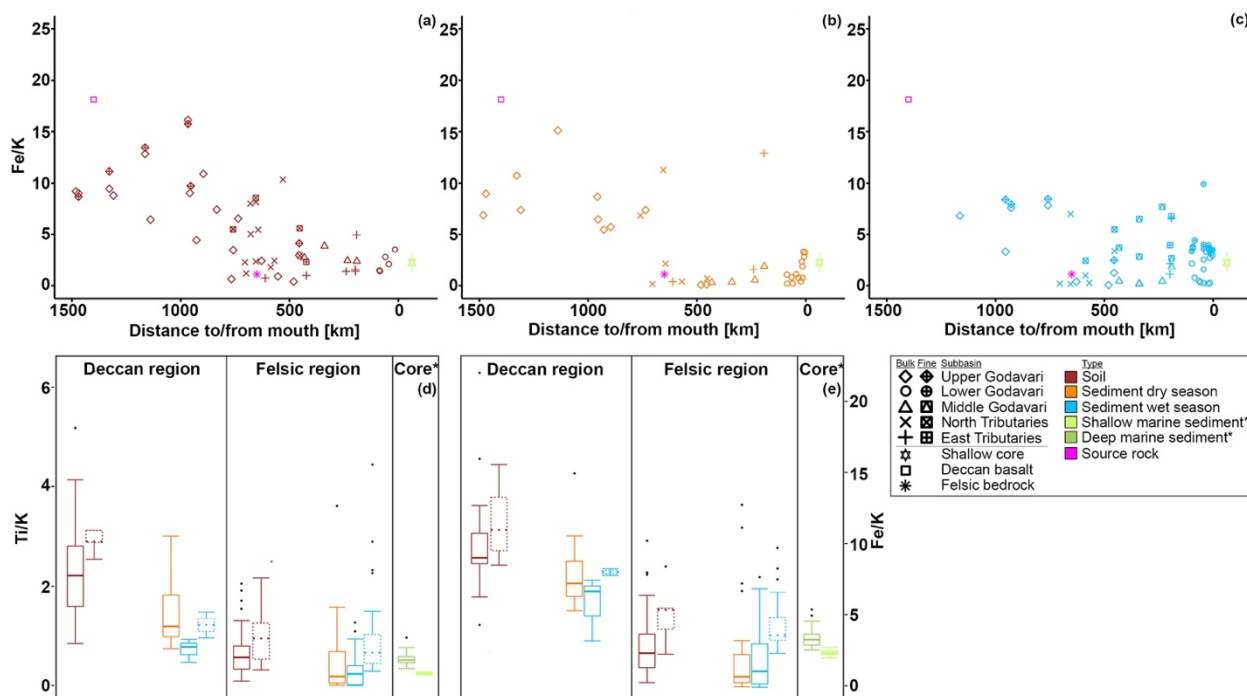 (a)
(b)
(c)
25
20
15
10
5
0
Fe/K
25
20
15
10
5
0
25
20
15
10
5
0
1500 1000 500 0
1500 1000 500 0
1500 1000 500 0
Distance to/from mouth [km]
Distance to/from mouth [km]
Distance to/from mouth [km]
Deccan region Felsic region Core*
(d)
Deccan region Felsic region Core*
(e)
6
4
2
0
Ti/K
20
15
10
5
0
Fe/K
Bulk Fine Subbasin Type
Upper Godavari Soil
Lower Godavari Sediment dry season
Middle Godavari Sediment wet season
North Tributaries Shallow marine sediment*
East Tributaries Deep marine sediment*
Shallow core Source rock
Deccan basalt
Felsic bedrock